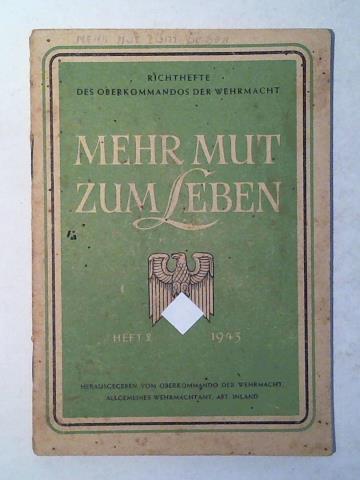 MEHR MUT ZUM LEBEN
RICHTHEFTE
DES OBERKOMMANDOS DER WEHRMACHT
MEHR MUT
ZUM LEBEN
HEFT 2 1943
HERAUSGEGEBEN VOM OBERKOMMANDO DER WEHRMACHT
ALLGEMEINES WEHRMACHTAMT, ABT. INLAND